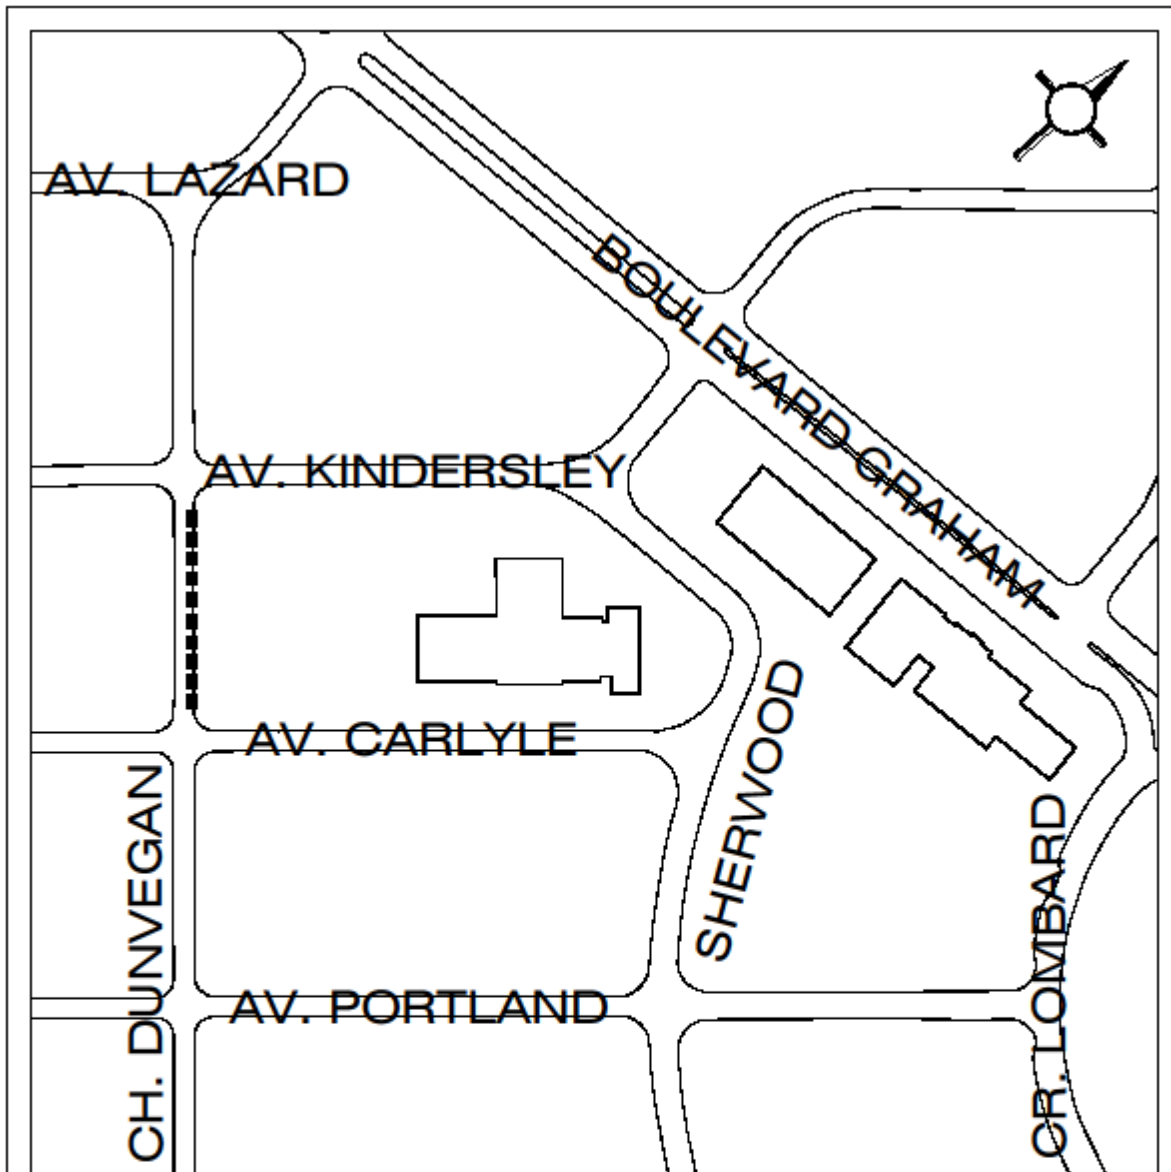 AV. LAZARD
BOULEVARD GRAHAM
AV. KINDERSLEY
AV. CARLYLE
SHERWOOD
CH. DUNVEGAN
CR. LOMBARD
AV. PORTLAND